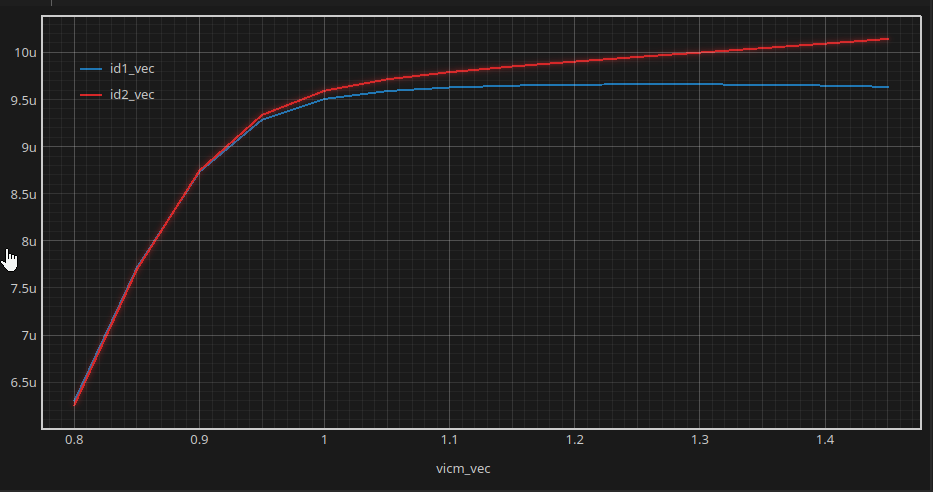 10u
id1_vec
9.5u
id2_vec
9u
8.5u
8u
7.5u
7u
6.5u
0.8 0.9 1 1.1 1.2 1.3 1.4
vicm_vec